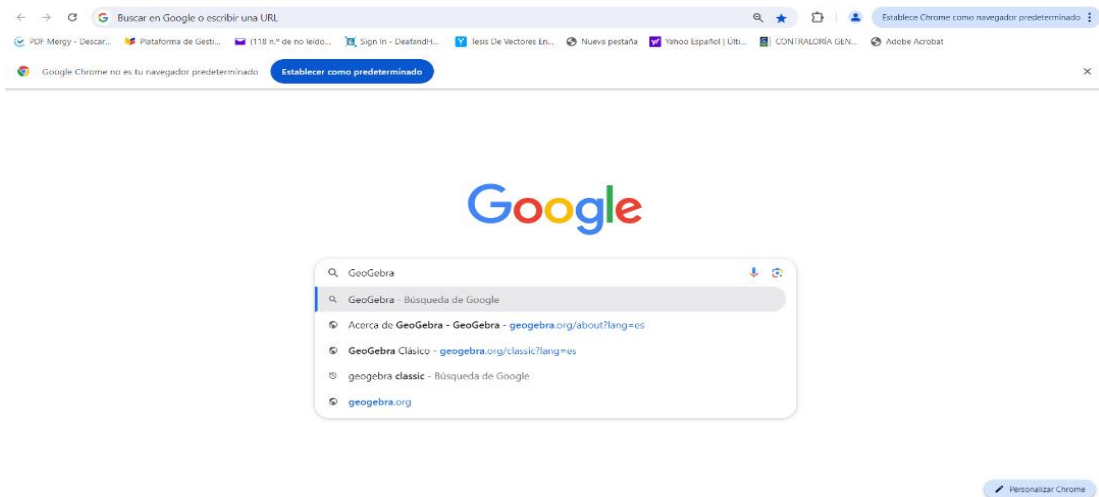 Buscar en Google o escribir una URL
Establece Chrome como navegador predeterminado
PDF Mergy - Descar... Plataforma de Gesti... (118 n.º de no leído... Sign In - DeafandH... Tesis De Vectores En... Nueva pestaña Yahoo Español | Últi... CONTRALORÍA GEN... Adobe Acrobat
Google Chrome no es tu navegador predeterminado Establecer como predeterminado
Google
GeoGebra
GeoGebra - Búsqueda de Google
Acerca de GeoGebra - GeoGebra - geogebra.org/about?lang=es
GeoGebra Clásico - geogebra.org/classic?lang=es
geogebra classic - Búsqueda de Google
geogebra.org
Personalizar Chrome